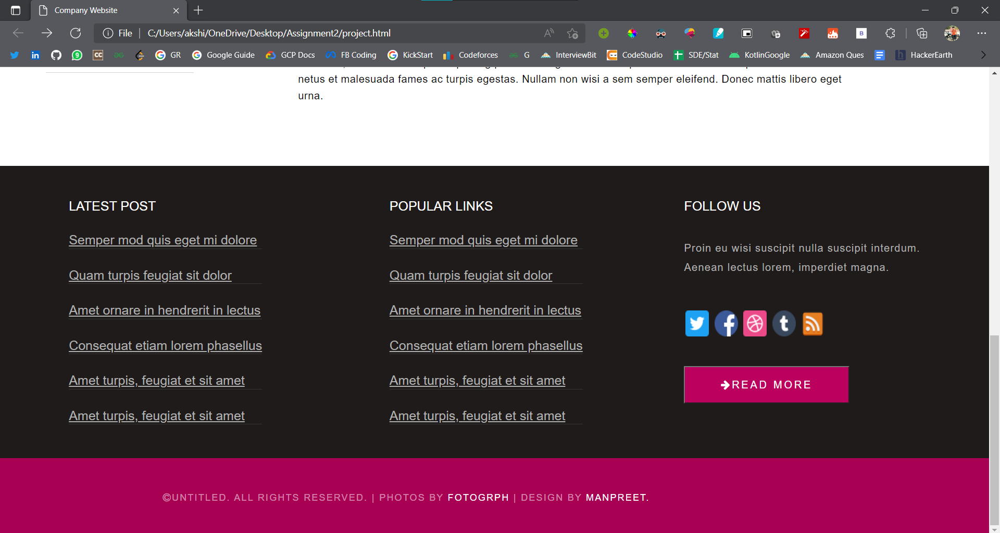 Company Website
File
C:/Users/akshi/OneDrive/Desktop/Assignment2/project.html
GR
Google Guide
GCP Docs
FB Coding
KickStart
Codeforces
G
InterviewBit
CodeStudio
SDE/Stat
KotlinGoogle
Amazon Ques
HackerEarth
netus et malesuada fames ac turpis egestas. Nullam non wisi a sem semper eleifend. Donec mattis libero eget
urna.
LATEST POST
Semper mod quis eget mi dolore
Quam turpis feugiat sit dolor
Amet ornare in hendrerit in lectus
Consequat etiam lorem phasellus
Amet turpis, feugiat et sit amet
Amet turpis, feugiat et sit amet
POPULAR LINKS
Semper mod quis eget mi dolore
Quam turpis feugiat sit dolor
Amet ornare in hendrerit in lectus
Consequat etiam lorem phasellus
Amet turpis, feugiat et sit amet
Amet turpis, feugiat et sit amet
FOLLOW US
Proin eu wisi suscipit nulla suscipit interdum.
Aenean lectus lorem, imperdiet magna.
READ MORE
©UNTITLED. ALL RIGHTS RESERVED. | PHOTOS BY FOTOGRPH | DESIGN BY MANPREET.